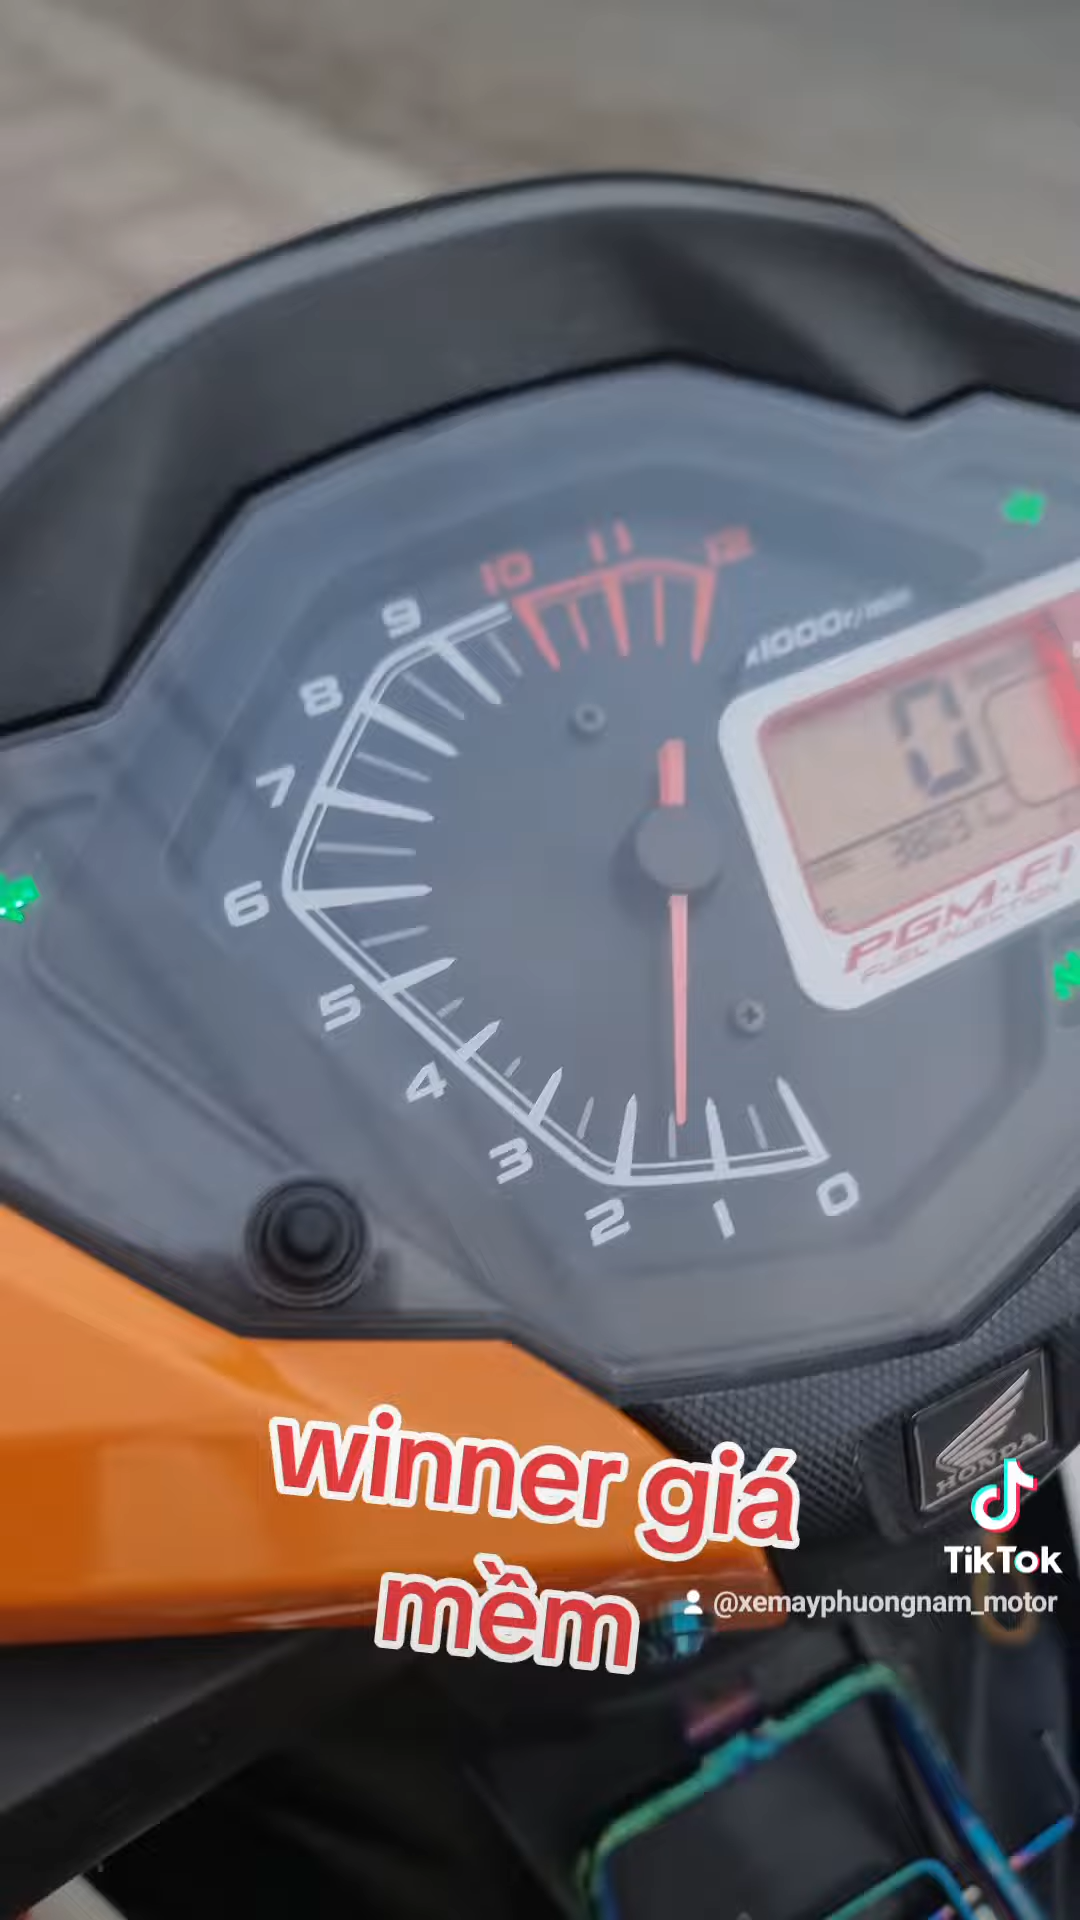 10 11 12
9
x1000r/min
8
0
7
6
PGM-FI
FUEL INJECTION
5
4
3
2 1 0
HONDA
winner giá
mềm
TikTok
@xemayphuongnam_motor